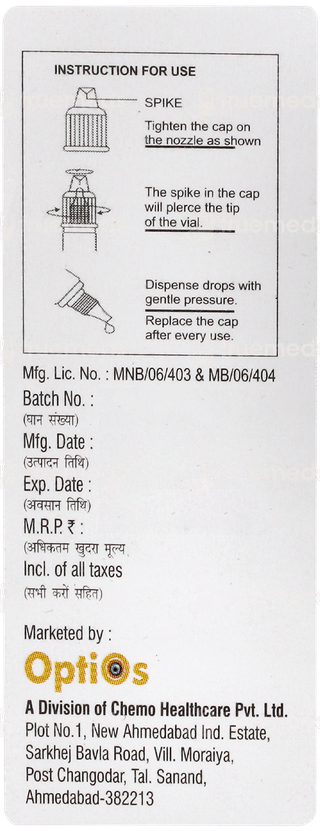 INSTRUCTION FOR USE
SPIKE
Tighten the cap on
the nozzle as shown
The spike in the cap
will plerce the tip
of the vial.
Dispense drops with
gentle pressure.
Replace the cap
after every use.
Mfg. Lic. No. : MNB/06/403 & MB/06/404
Batch No. :
(घान संख्या)
Mfg. Date :
(उत्पादन तिथि)
Exp. Date :
(अवसान तिथि)
M.R.P. ₹ :
(अधिकतम खुदरा मूल्य
Incl. of all taxes
(सभी करों सहित)
Marketed by :
OptiOs
A Division of Chemo Healthcare Pvt. Ltd.
Plot No.1, New Ahmedabad Ind. Estate,
Sarkhej Bavla Road, Vill. Moraiya,
Post Changodar, Tal. Sanand,
Ahmedabad-382213